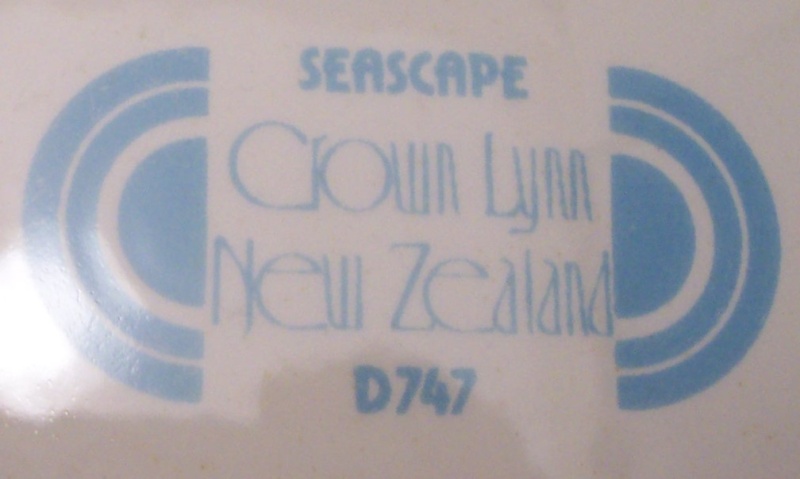 SEASCAPE
Crown Lynn
New Zealand
D747